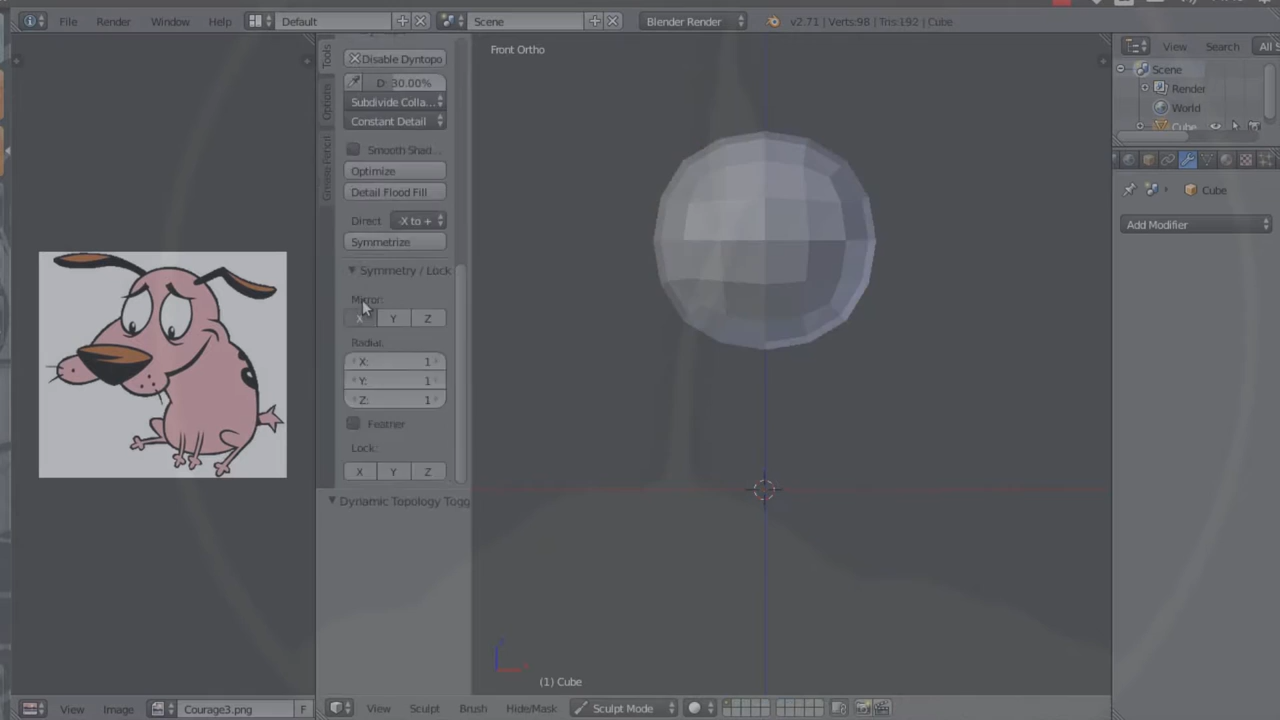 File Render Window Help Default Scene Blender Render v2.71 | Verts:98 | Tris:192 | Cube
Tools
Options
Grease Pencil
Disable Dyntopo
D: 30.00%
Subdivide Colla...
Constant Detail
Smooth Shad...
Optimize
Detail Flood Fill
Direct -X to +
Symmetrize
Symmetry / Lock
Mirror:
X Y Z
Radial:
X: 1
Y: 1
Z: 1
Feather
Lock:
X Y Z
Dynamic Topology Togg
Front Ortho
(1) Cube
View Search All S
Scene
Render
World
Cube
Cube
Add Modifier
View Image Courage3.png F
View Sculpt Brush Hide/Mask Sculpt Mode